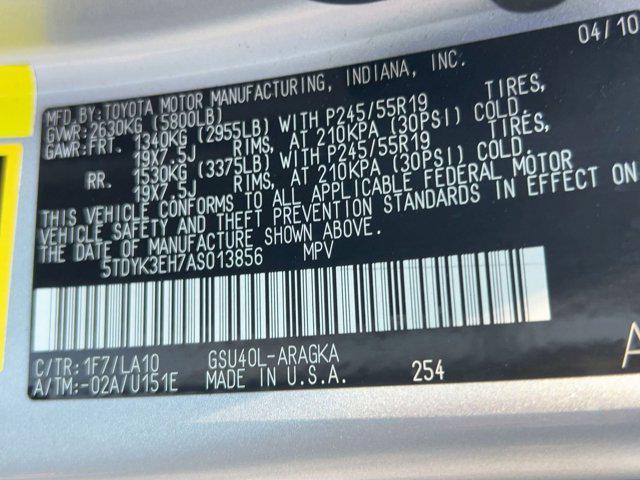 04/10
MFD.BY:TOYOTA MOTOR MANUFACTURING, INDIANA, INC.
GVWR:2630KG (5800LB)
GAWR:FRT. 1340KG (2955LB) WITH P245/55R19 TIRES,
19X7.5J RIMS, AT 210KPA (30PSI) COLD.
RR. 1530KG (3375LB) WITH P245/55R19 TIRES,
19X7.5J RIMS, AT 210KPA (30PSI) COLD.
THIS VEHICLE CONFORMS TO ALL APPLICABLE FEDERAL MOTOR
VEHICLE SAFETY AND THEFT PREVENTION STANDARDS IN EFFECT ON
THE DATE OF MANUFACTURE SHOWN ABOVE.
5TDYK3EH7AS013856 MPV
C/TR:1F7/LA10 GSU40L-ARAGKA
A/TM:-02A/U151E MADE IN U.S.A. 254